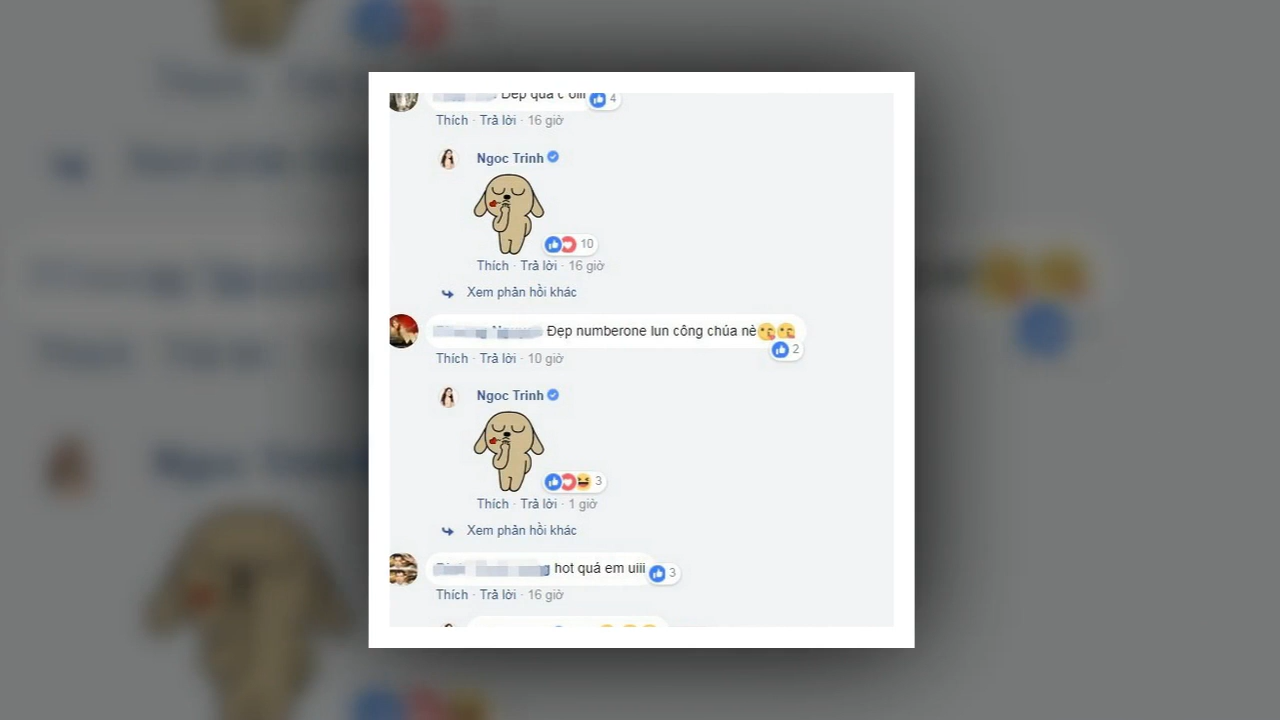 Đẹp quá c ơiii 4
Thích · Trả lời · 16 giờ
Ngoc Trinh
10
Thích · Trả lời · 16 giờ
Xem phản hồi khác
Đẹp numberone lun công chúa nè😘😘
2
Thích · Trả lời · 10 giờ
Ngoc Trinh
3
Thích · Trả lời · 1 giờ
Xem phản hồi khác
hot quá em uiii 3
Thích · Trả lời · 16 giờ